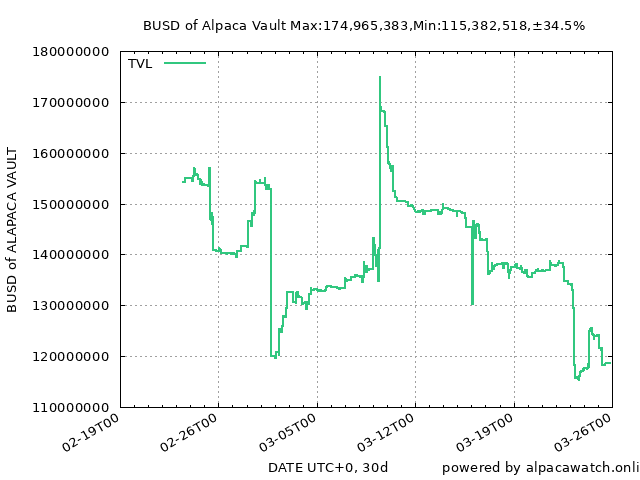 BUSD of Alpaca Vault Max:174,965,383,Min:115,382,518,±34.5%
TVL
180000000
170000000
160000000
150000000
140000000
130000000
120000000
110000000
BUSD of ALAPACA VAULT
02-19T00
02-26T00
03-05T00
03-12T00
03-19T00
03-26T00
DATE UTC+0, 30d
powered by alpacawatch.onli